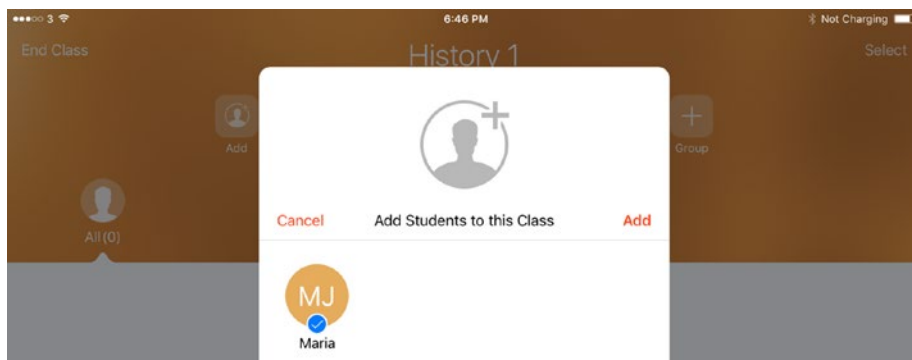 3 6:46 PM Not Charging
End Class History 1 Select
Add Group
All (0)
Cancel Add Students to this Class Add
MJ
Maria